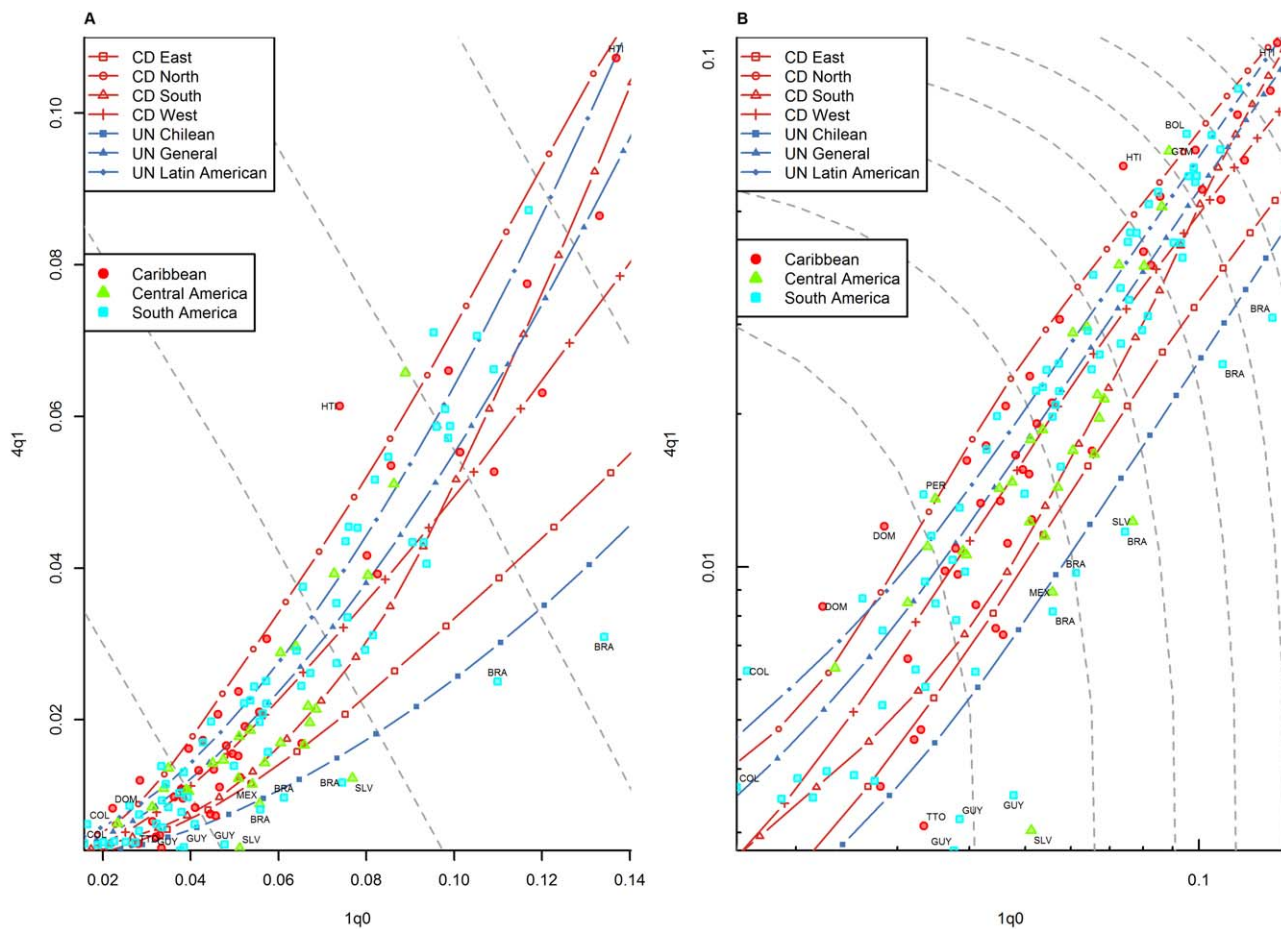 A
CD East
CD North
CD South
CD West
UN Chilean
UN General
UN Latin American
Caribbean
Central America
South America
HTI
HTI
BRA
BRA
BRA
SLV
BRA
MEX
BRA
DOM
COL
COL
TTO
GUY
GUY
GUY
SLV
0.10
0.08
0.06
0.04
0.02
4q1
0.02
0.04
0.06
0.08
0.10
0.12
0.14
1q0
B
CD East
CD North
CD South
CD West
UN Chilean
UN General
UN Latin American
Caribbean
Central America
South America
HTI
BOL
GTM
HTI
BRA
BRA
PER
DOM
SLV
BRA
BRA
MEX
BRA
DOM
COL
COL
TTO
GUY
GUY
GUY
SLV
0.1
0.01
4q1
0.1
1q0